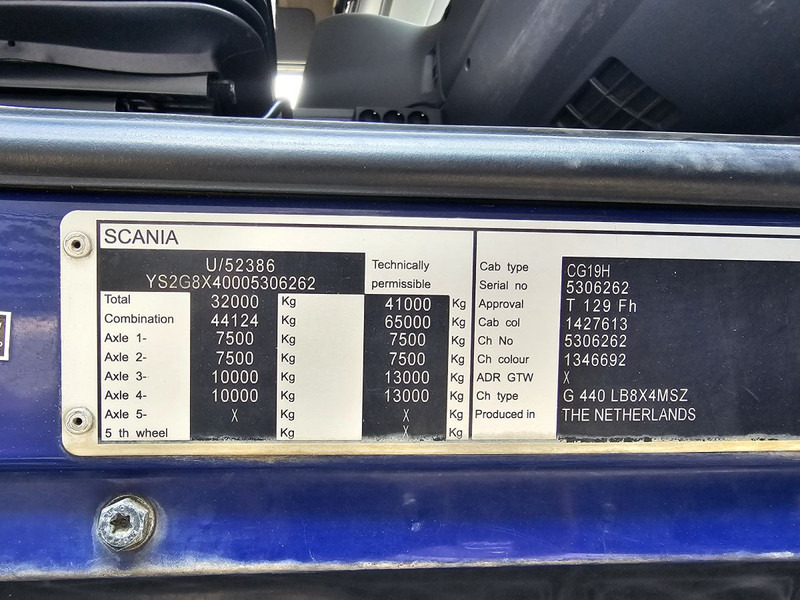 SCANIA
U/52386
YS2G8X40005306262
Technically
permissible
Total 32000 Kg 41000 Kg
Combination 44124 Kg 65000 Kg
Axle 1- 7500 Kg 7500 Kg
Axle 2- 7500 Kg 7500 Kg
Axle 3- 10000 Kg 13000 Kg
Axle 4- 10000 Kg 13000 Kg
Axle 5- X Kg X Kg
5 th wheel Kg X Kg
Cab type CG19H
Serial no 5306262
Approval T 129 Fh
Cab col 1427613
Ch No 5306262
Ch colour 1346692
ADR GTW X
Ch type G 440 LB8X4MSZ
Produced in THE NETHERLANDS